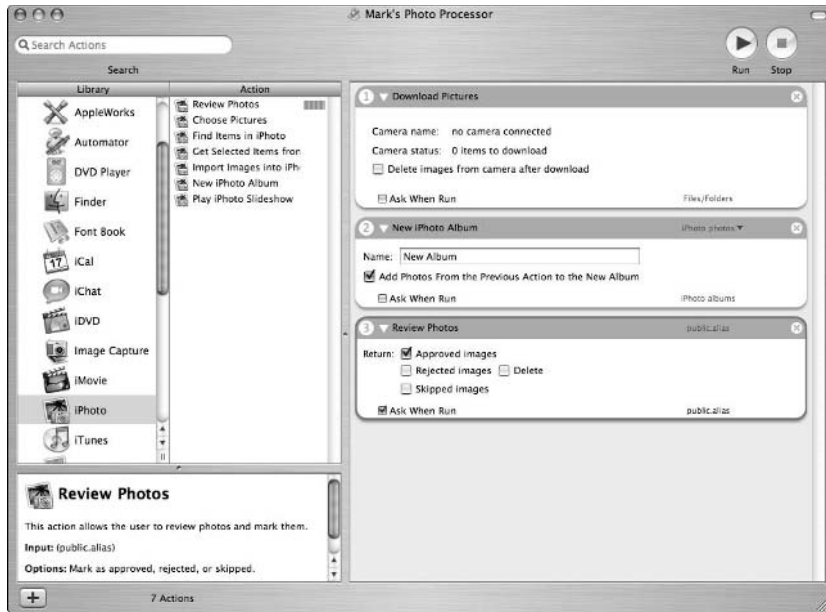 Mark's Photo Processor
Search Actions
Search
Run Stop
Library
Action
AppleWorks
Automator
DVD Player
Finder
Font Book
iCal
17
iChat
iDVD
Image Capture
iMovie
iPhoto
iTunes
Review Photos
Choose Pictures
Find Items in iPhoto
Get Selected Items from
Import Images into iPh
New iPhoto Album
Play iPhoto Slideshow
1 Download Pictures
Camera name: no camera connected
Camera status: 0 items to download
Delete images from camera after download
Ask When Run Files/Folders
2 New iPhoto Album iPhoto photos
Name: New Album
Add Photos From the Previous Action to the New Album
Ask When Run iPhoto albums
3 Review Photos public.alias
Return: Approved images
Rejected images Delete
Skipped images
Ask When Run public.alias
Review Photos
This action allows the user to review photos and mark them.
Input: (public.alias)
Options: Mark as approved, rejected, or skipped.
7 Actions